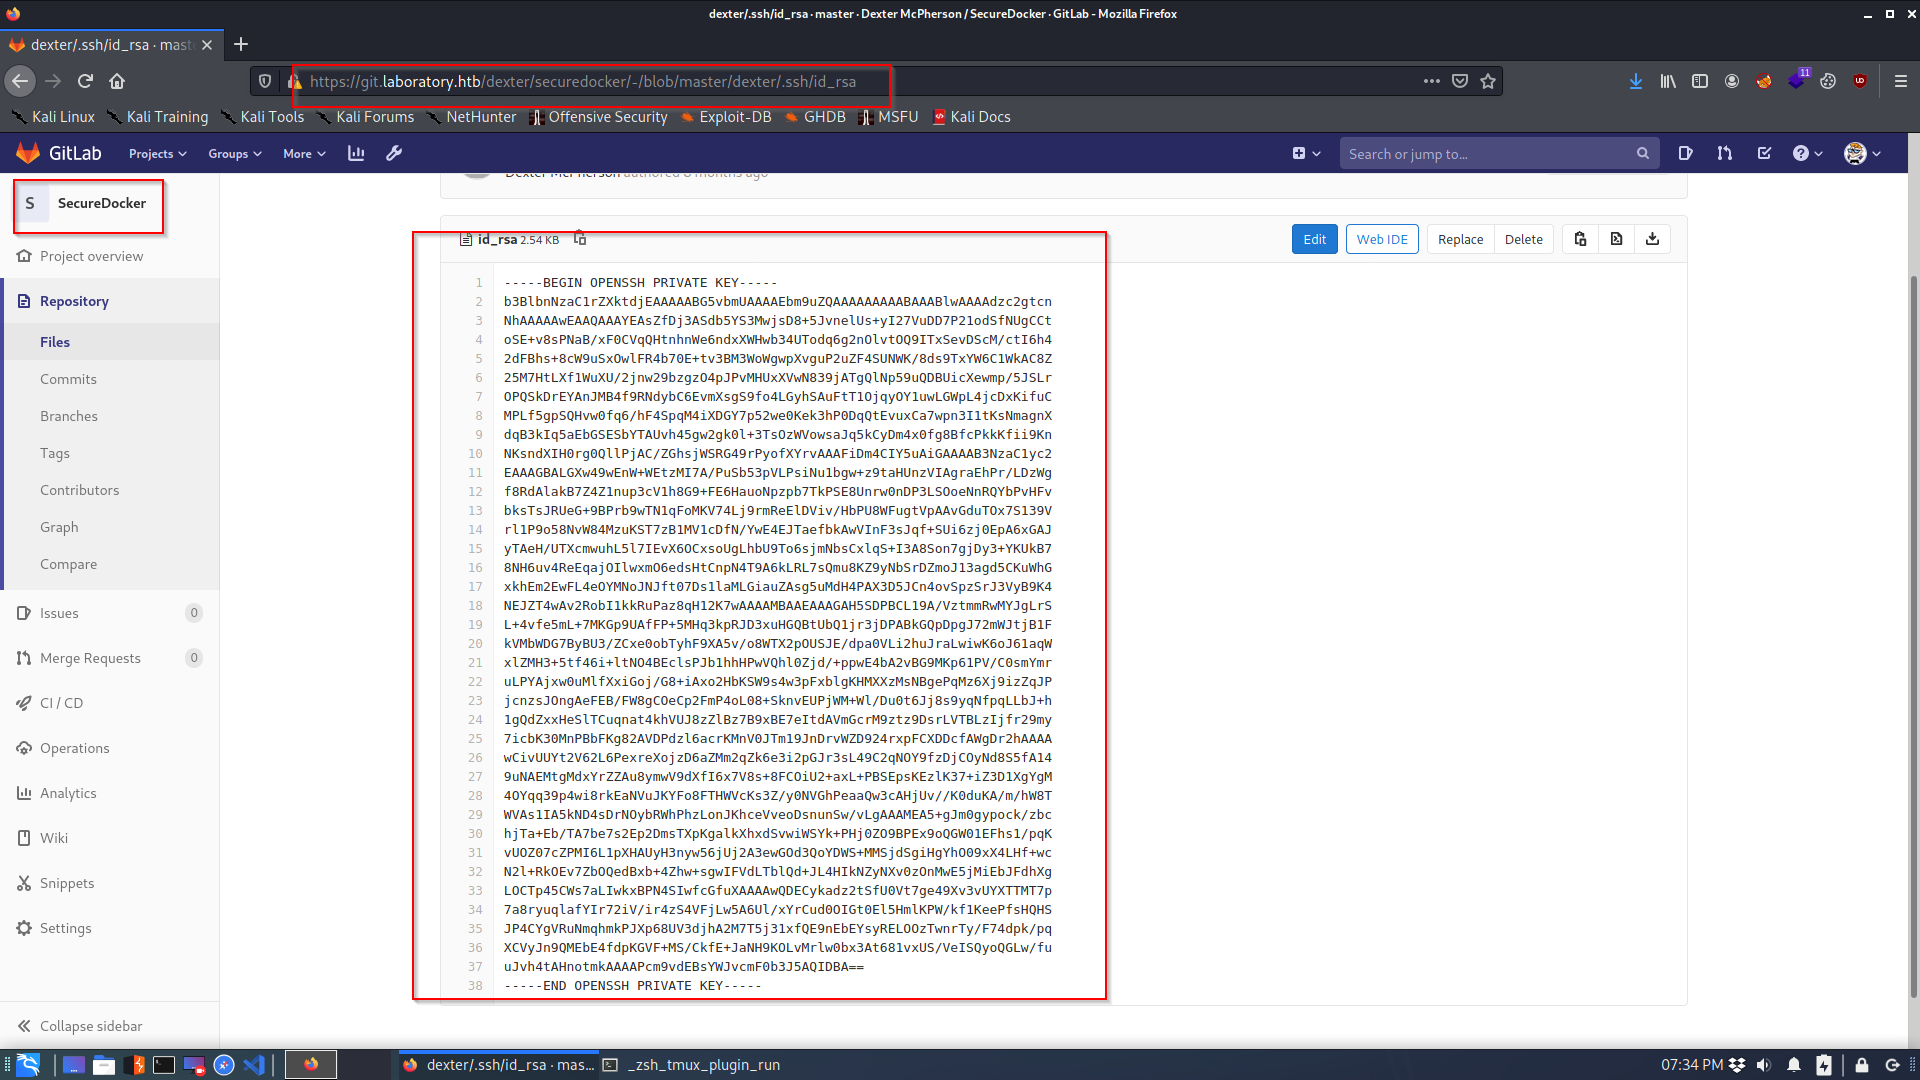 dexter/.ssh/id_rsa · master · Dexter McPherson / SecureDocker · GitLab - Mozilla Firefox
dexter/.ssh/id_rsa · mast
https://git.laboratory.htb/dexter/securedocker/-/blob/master/dexter/.ssh/id_rsa
11
Kali Linux Kali Training Kali Tools Kali Forums NetHunter Offensive Security Exploit-DB GHDB MSFU Kali Docs
GitLab Projects Groups More Search or jump to...
Dexter McPherson authored 8 months ago
S SecureDocker
Project overview
Repository
Files
Commits
Branches
Tags
Contributors
Graph
Compare
Issues 0
Merge Requests 0
CI / CD
Operations
Analytics
Wiki
Snippets
Settings
Collapse sidebar
id_rsa 2.54 KB Edit Web IDE Replace Delete
1 -----BEGIN OPENSSH PRIVATE KEY-----
2 b3BlbnNzaC1rZXktdjEAAAAABG5vbmUAAAAEbm9uZQAAAAAAAAABAAABlwAAAAdzc2gtcn
3 NhAAAAAwEAAQAAAYEAsZfDj3ASdb5YS3MwjsD8+5JvnelUs+yI27VuDD7P21odSfNUgCCt
4 oSE+v8sPNaB/xF0CVqQHtnhnWe6ndxXWHwb34UTodq6g2nOlvtOQ9ITxSevDScM/ctI6h4
5 2dFBhs+8cW9uSxOwlFR4b70E+tv3BM3WoWgwpXvguP2uZF4SUNWK/8ds9TxYW6C1WkAC8Z
6 25M7HtLXf1WuXU/2jnw29bzgzO4pJPvMHUxXVwN839jATgQlNp59uQDBUicXewmp/5JSLr
7 OPQSkDrEYAnJMB4f9RNdybC6EvmXsgS9fo4LGyhSAuFtT1OjqyOY1uwLGWpL4jcDxKifuC
8 MPLf5gpSQHvw0fq6/hF4SpqM4iXDGY7p52we0Kek3hP0DqQtEvuxCa7wpn3I1tKsNmagnX
9 dqB3kIq5aEbGSESbYTAUvh45gw2gk0l+3TsOzWVowsaJq5kCyDm4x0fg8BfcPkkKfii9Kn
10 NKsndXIH0rg0QllPjAC/ZGhsjWSRG49rPyofXYrvAAAFiDm4CIY5uAiGAAAAB3NzaC1yc2
11 EAAAGBALGXw49wEnW+WEtzMI7A/PuSb53pVLPsiNu1bgw+z9taHUnzVIAgraEhPr/LDzWg
12 f8RdAlakB7Z4Z1nup3cV1h8G9+FE6HauoNpzpb7TkPSE8Unrw0nDP3LSOoeNnRQYbPvHFv
13 bksTsJRUeG+9BPrb9wTN1qFoMKV74Lj9rmReElDViv/HbPU8WFugtVpAAvGduTOx7S139V
14 rl1P9o58NvW84MzuKST7zB1MV1cDfN/YwE4EJTaefbkAwVInF3sJqf+SUi6zj0EpA6xGAJ
15 yTAeH/UTXcmwuhL5l7IEvX6OCxsoUgLhbU9To6sjmNbsCxlqS+I3A8Son7gjDy3+YKUkB7
16 8NH6uv4ReEqajOIlwxmO6edsHtCnpN4T9A6kLRL7sQmu8KZ9yNbSrDZmoJ13agd5CKuWhG
17 xkhEm2EwFL4eOYMNoJNJft07Ds1laMLGiauZAsg5uMdH4PAX3D5JCn4ovSpzSrJ3VyB9K4
18 NEJZT4wAv2RobI1kkRuPaz8qH12K7wAAAAMBAAEAAAGAH5SDPBCL19A/VztmmRwMYJgLrS
19 L+4vfe5mL+7MKGp9UAfFP+5MHq3kpRJD3xuHGQBtUbQ1jr3jDPABkGQpDpgJ72mWJtjB1F
20 kVMbWDG7ByBU3/ZCxe0obTyhF9XA5v/o8WTX2pOUSJE/dpa0VLi2huJraLwiwK6oJ61aqW
21 xlZMH3+5tf46i+ltNO4BEclsPJb1hhHPwVQhl0Zjd/+ppwE4bA2vBG9MKp61PV/C0smYmr
22 uLPYAjxw0uMlfXxiGoj/G8+iAxo2HbKSW9s4w3pFxblgKHMXXzMsNBgePqMz6Xj9izZqJP
23 jcnzsJOngAeFEB/FW8gCOeCp2FmP4oL08+SknvEUPjWM+Wl/Du0t6Jj8s9yqNfpqLLbJ+h
24 1gQdZxxHeSlTCuqnat4khVUJ8zZlBz7B9xBE7eItdAVmGcrM9ztz9DsrLVTBLzIjfr29my
25 7icbK30MnPBbFKg82AVDPdzl6acrKMnV0JTm19JnDrvWZD924rxpFCXDDcfAWgDr2hAAAA
26 wCivUUYt2V62L6PexreXojzD6aZMm2qZk6e3i2pGJr3sL49C2qNOY9fzDjCOyNd8S5fA14
27 9uNAEMtgMdxYrZZAu8ymwV9dXfI6x7V8s+8FCOiU2+axL+PBSEpsKEzlK37+iZ3D1XgYgM
28 4OYqq39p4wi8rkEaNVuJKYFo8FTHWVcKs3Z/y0NVGhPeaaQw3cAHjUv//K0duKA/m/hW8T
29 WVAs1IA5kND4sDrNOybRWhPhzLonJKhceVveoDsnunSw/vLgAAAMEA5+gJm0gypock/zbc
30 hjTa+Eb/TA7be7s2Ep2DmsTXpKgalkXhxdSvwiWSYk+PHj0ZO9BPEx9oQGW01EFhs1/pqK
31 vUOZ07cZPMI6L1pXHAUyH3nyw56jUj2A3ewGOd3QoYDWS+MMSjdSgiHgYhO09xX4LHf+wc
32 N2l+RkOEv7ZbOQedBxb+4Zhw+sgwIFVdLTblQd+JL4HIkNZyNXv0zOnMwE5jMiEbJFdhXg
33 LOCTp45CWs7aLIwkxBPN4SIwfcGfuXAAAAwQDECykadz2tSfU0Vt7ge49Xv3vUYXTTMT7p
34 7a8ryuqlafYIr72iV/ir4zS4VFjLw5A6Ul/xYrCud0OIGt0El5HmlKPW/kf1KeePfsHQHS
35 JP4CYgVRuNmqhmkPJXp68UV3djhA2M7T5j31xfQE9nEbEYsyRELOOzTwnrTy/F74dpk/pq
36 XCVyJn9QMEbE4fdpKGVF+MS/CkfE+JaNH9KOLvMrlw0bx3At681vxUS/VeISQyoQGLw/fu
37 uJvh4tAHnotmkAAAAPcm9vdEBsYWJvcmF0b3J5AQIDBA==
38 -----END OPENSSH PRIVATE KEY-----
dexter/.ssh/id_rsa · mas... _zsh_tmux_plugin_run 07:34 PM